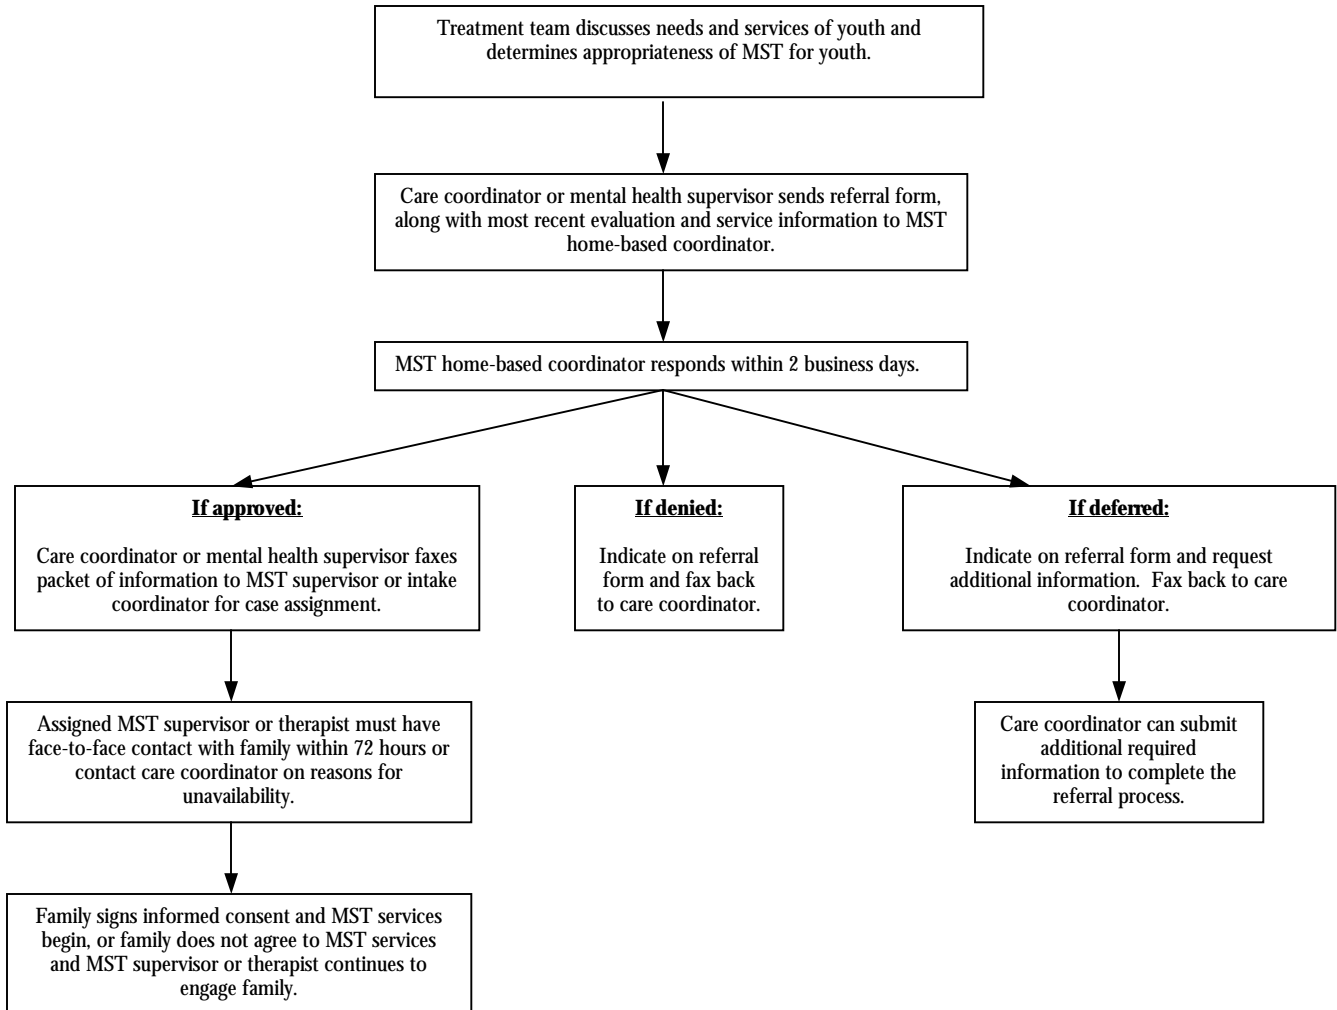 Treatment team discusses needs and services of youth and
determines appropriateness of MST for youth.
Care coordinator or mental health supervisor sends referral form,
along with most recent evaluation and service information to MST
home-based coordinator.
MST home-based coordinator responds within 2 business days.
If approved:
Care coordinator or mental health supervisor faxes
packet of information to MST supervisor or intake
coordinator for case assignment.
If denied:
Indicate on referral
form and fax back
to care coordinator.
If deferred:
Indicate on referral form and request
additional information.  Fax back to care
coordinator.
Assigned MST supervisor or therapist must have
face-to-face contact with family within 72 hours or
contact care coordinator on reasons for
unavailability.
Care coordinator can submit
additional required
information to complete the
referral process.
Family signs informed consent and MST services
begin, or family does not agree to MST services
and MST supervisor or therapist continues to
engage family.